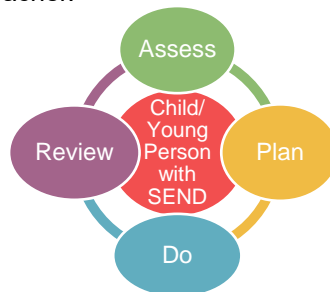 Assess
Child/
Young
Person
with
SEND
Review
Plan
Do